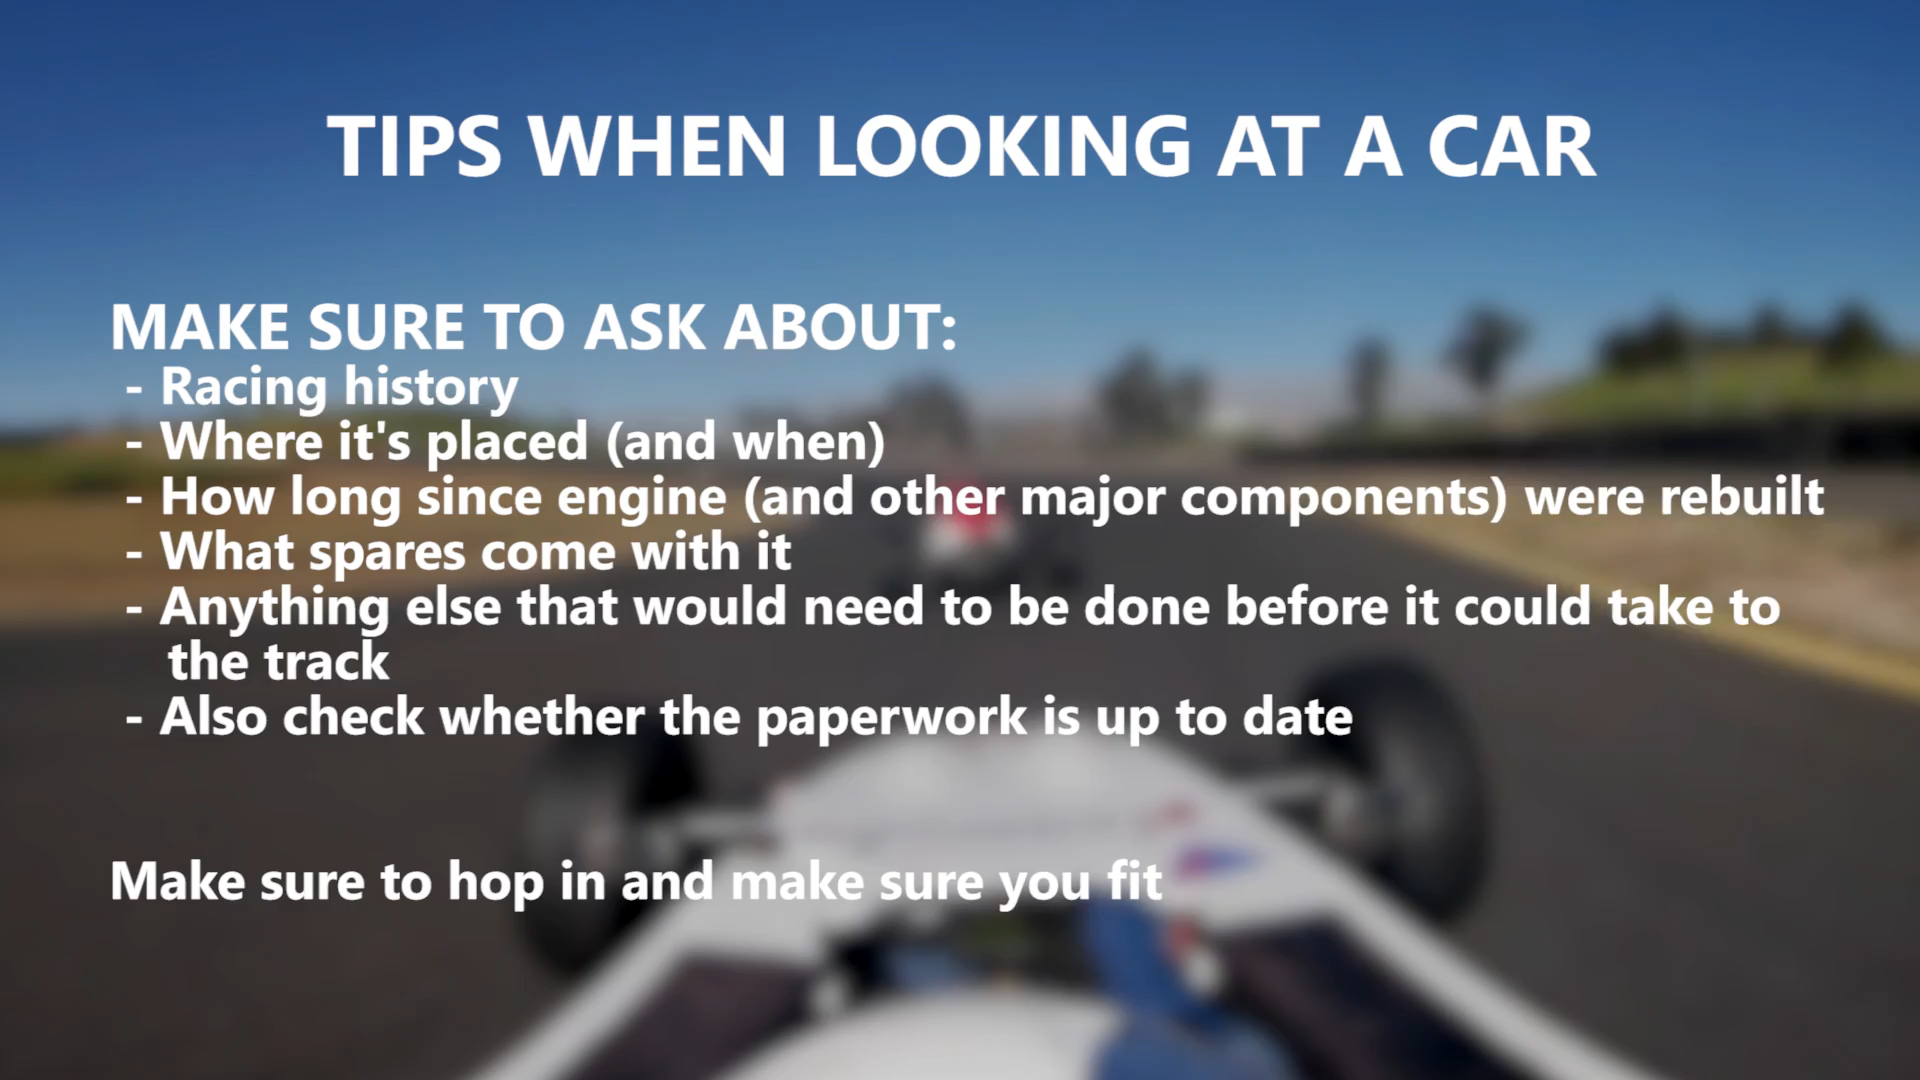 TIPS WHEN LOOKING AT A CAR
MAKE SURE TO ASK ABOUT:
- Racing history
- Where it's placed (and when)
- How long since engine (and other major components) were rebuilt
- What spares come with it
- Anything else that would need to be done before it could take to
the track
- Also check whether the paperwork is up to date
Make sure to hop in and make sure you fit